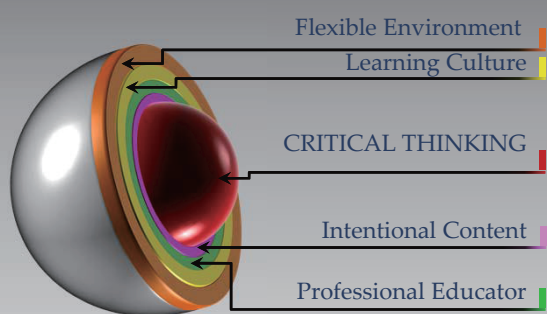 Flexible Environment
Learning Culture
CRITICAL THINKING
Intentional Content
Professional Educator